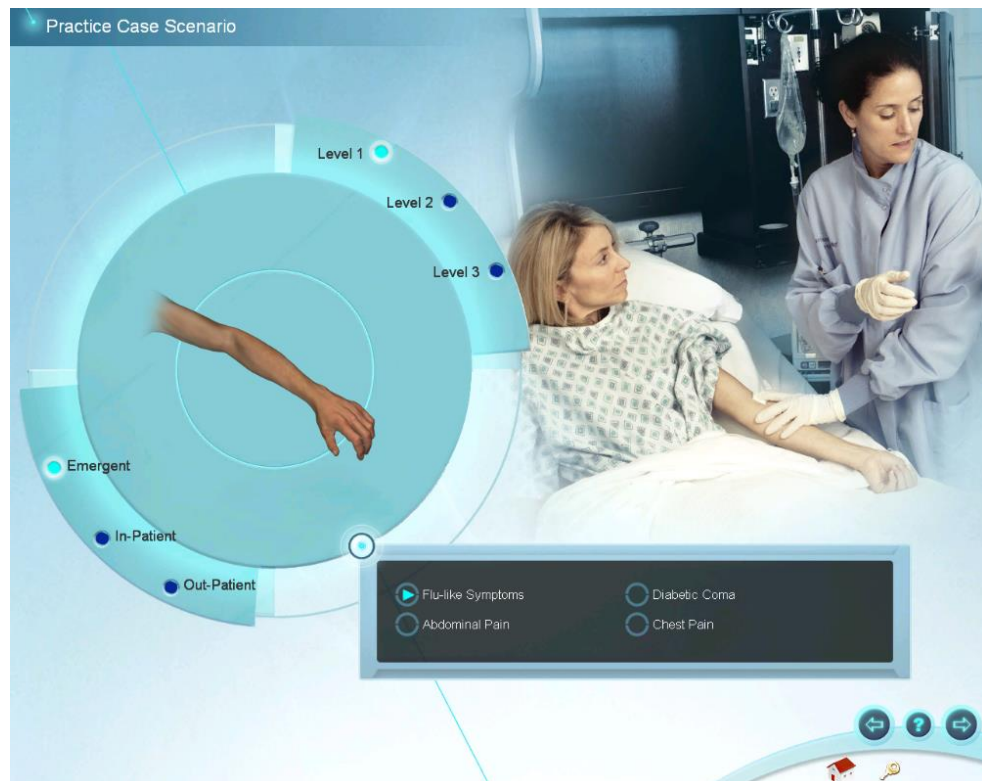 Practice Case Scenario
Level 1
Level 2
Level 3
Emergent
In-Patient
Out-Patient
Flu-like Symptoms
Diabetic Coma
Abdominal Pain
Chest Pain
?